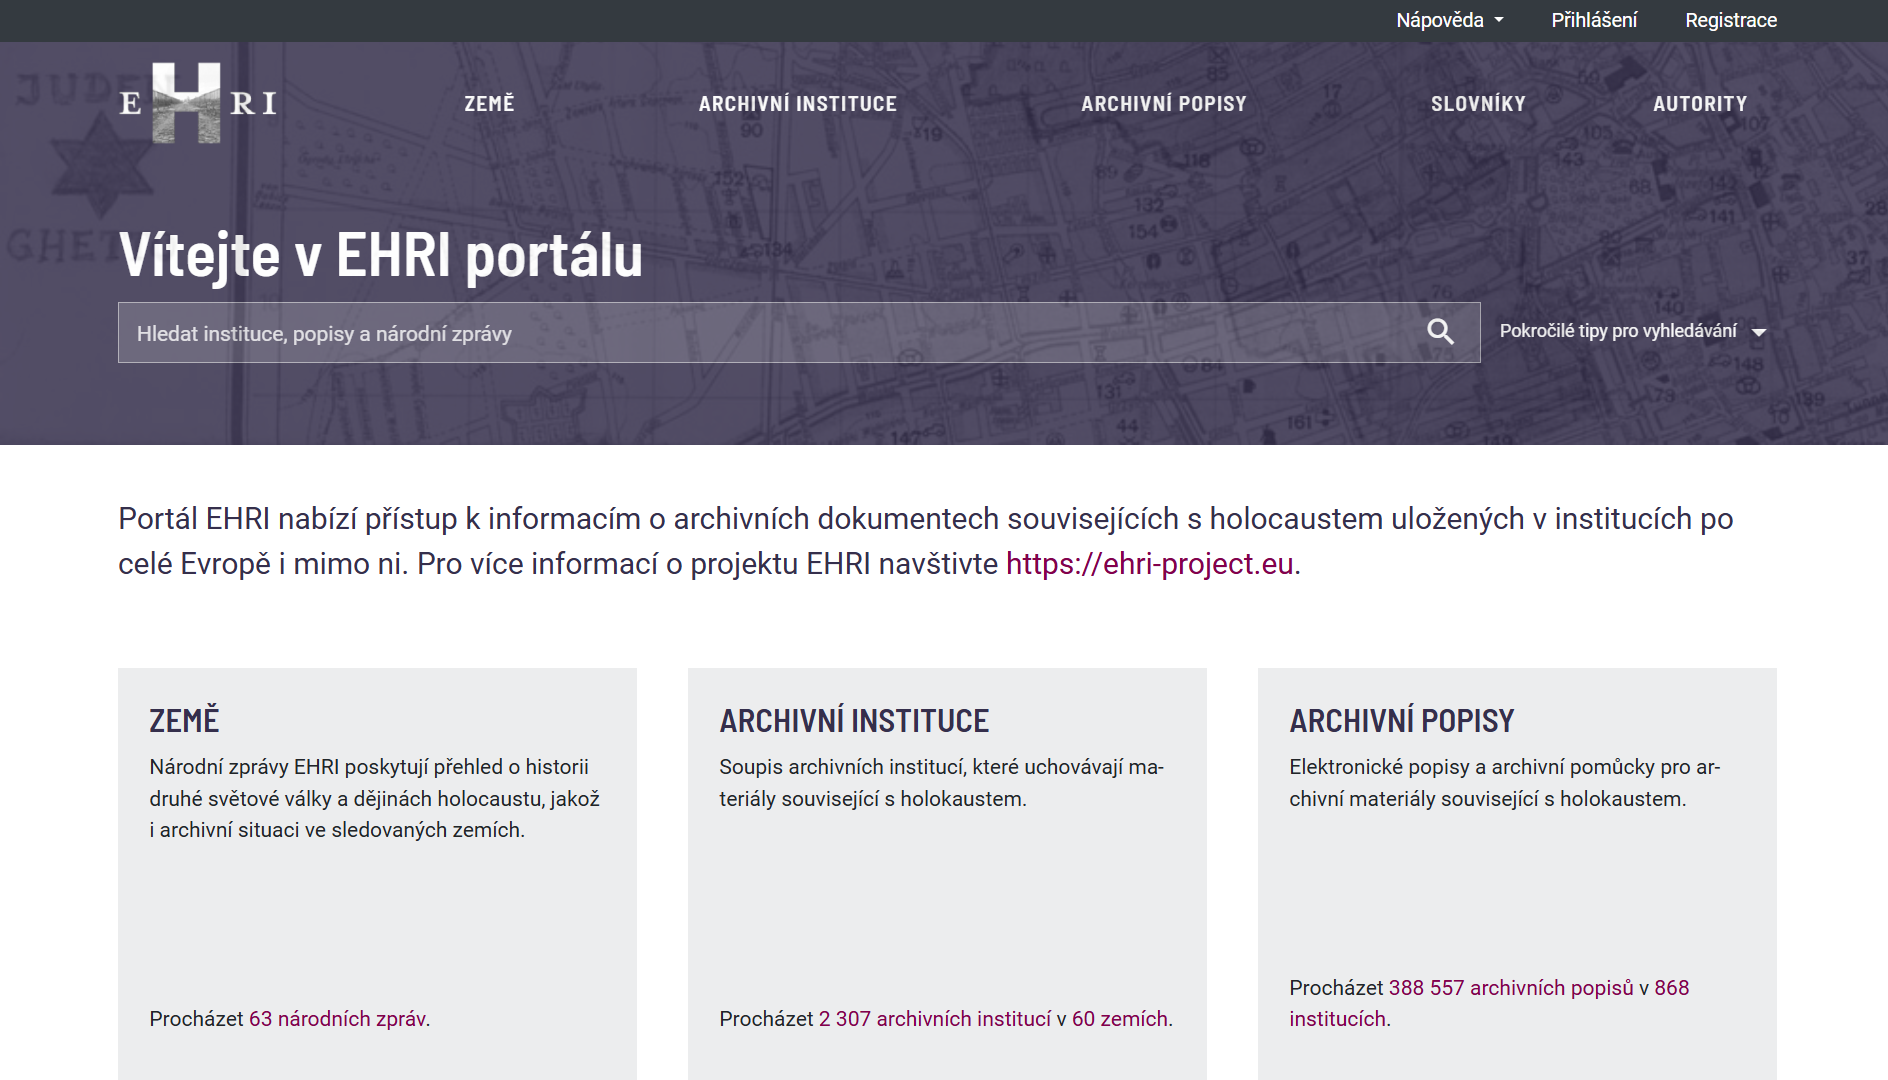 Nápověda
Přihlášení
Registrace
EHRI
ZEMĚ
ARCHIVNÍ INSTITUCE
ARCHIVNÍ POPISY
SLOVNÍKY
AUTORITY
Vítejte v EHRI portálu
Hledat instituce, popisy a národní zprávy
Pokročilé tipy pro vyhledávání
Portál EHRI nabízí přístup k informacím o archivních dokumentech souvisejících s holocaustem uložených v institucích po
celé Evropě i mimo ni. Pro více informací o projektu EHRI navštivte https://ehri-project.eu.
ZEMĚ
Národní zprávy EHRI poskytují přehled o historii
druhé světové války a dějinách holocaustu, jakož
i archivní situaci ve sledovaných zemích.
Procházet 63 národních zpráv.
ARCHIVNÍ INSTITUCE
Soupis archivních institucí, které uchovávají ma-
teriály související s holokaustem.
Procházet 2 307 archivních institucí v 60 zemích.
ARCHIVNÍ POPISY
Elektronické popisy a archivní pomůcky pro ar-
chivní materiály související s holokaustem.
Procházet 388 557 archivních popisů v 868
institucích.